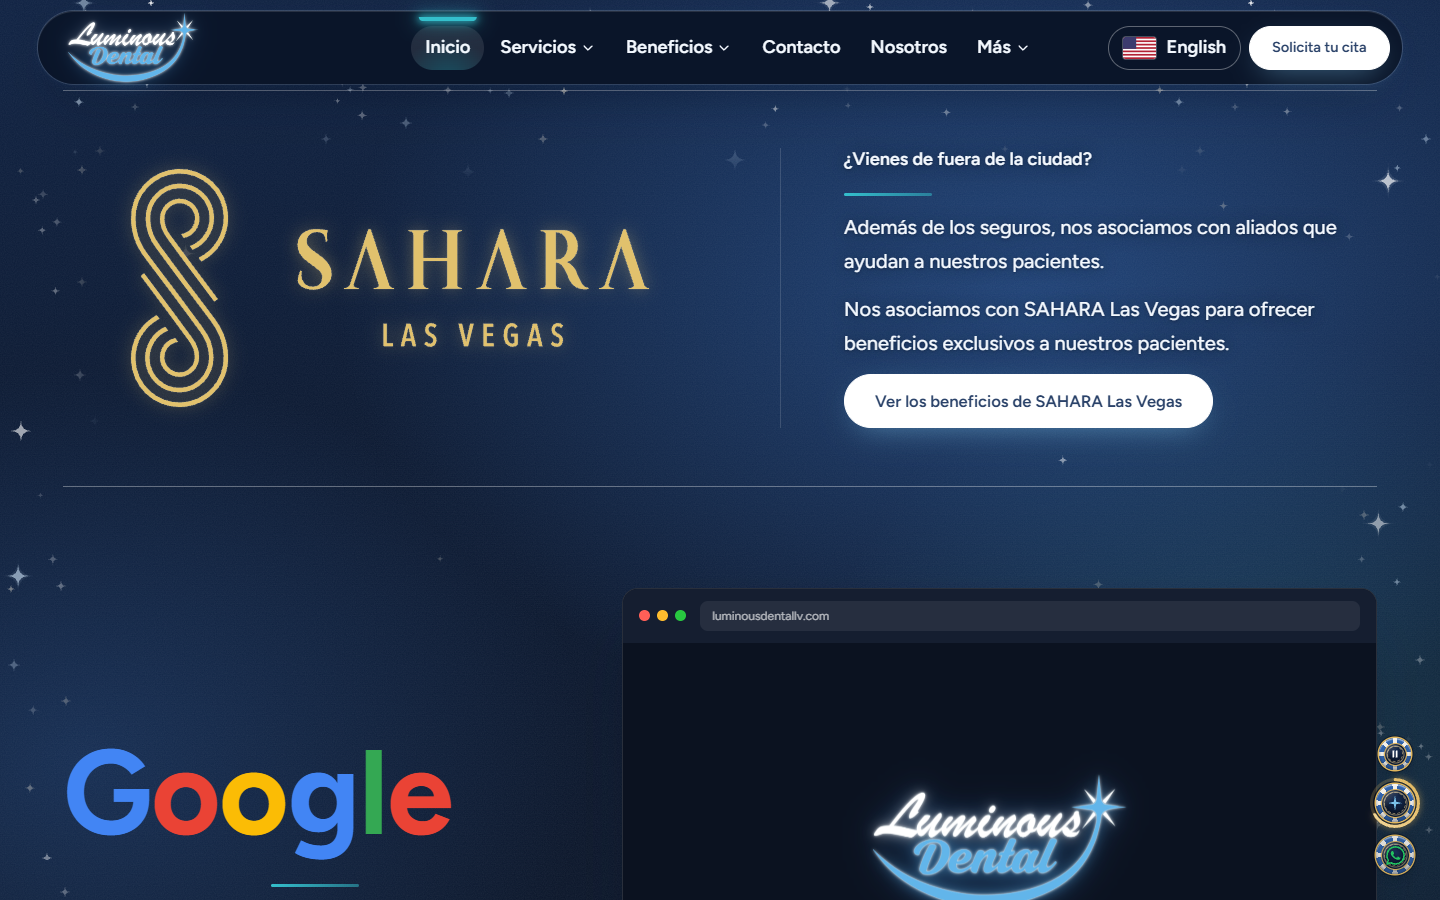 Luminous
Dental
Inicio
Servicios
Beneficios
Contacto
Nosotros
Más
English
Solicita tu cita
SAHARA
LAS VEGAS
¿Vienes de fuera de la ciudad?
Además de los seguros, nos asociamos con aliados que
ayudan a nuestros pacientes.
Nos asociamos con SAHARA Las Vegas para ofrecer
beneficios exclusivos a nuestros pacientes.
Ver los beneficios de SAHARA Las Vegas
Google
luminousdentallv.com
Luminous
Dental